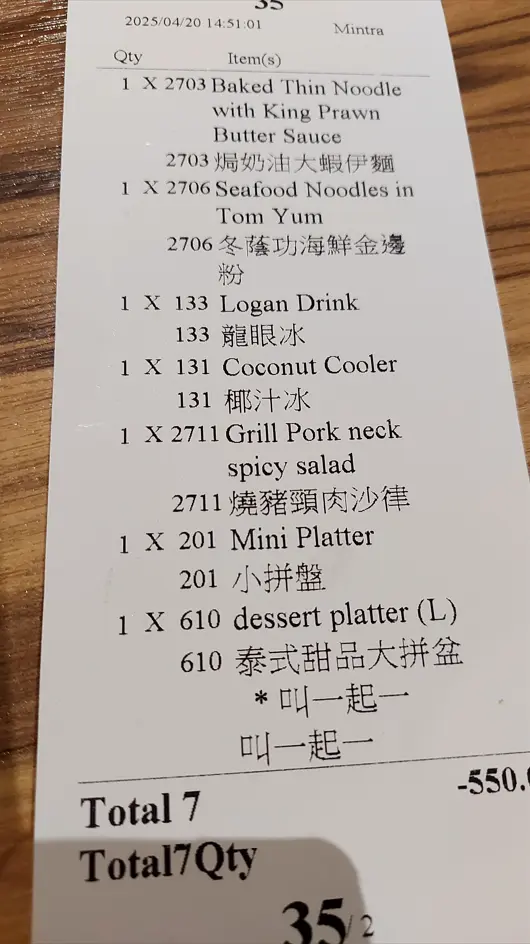 35
2025/04/20 14:51:01 Mintra
Qty Item(s)
1 X 2703 Baked Thin Noodle
with King Prawn
Butter Sauce
2703 焗奶油大蝦伊麵
1 X 2706 Seafood Noodles in
Tom Yum
2706 冬蔭功海鮮金邊
粉
1 X 133 Logan Drink
133 龍眼冰
1 X 131 Coconut Cooler
131 椰汁冰
1 X 2711 Grill Pork neck
spicy salad
2711 燒豬頸肉沙律
1 X 201 Mini Platter
201 小拼盤
1 X 610 dessert platter (L)
610 泰式甜品大拼盆
* 叫一起一
叫一起一
-550.0
Total 7
Total7Qty
35/ 2